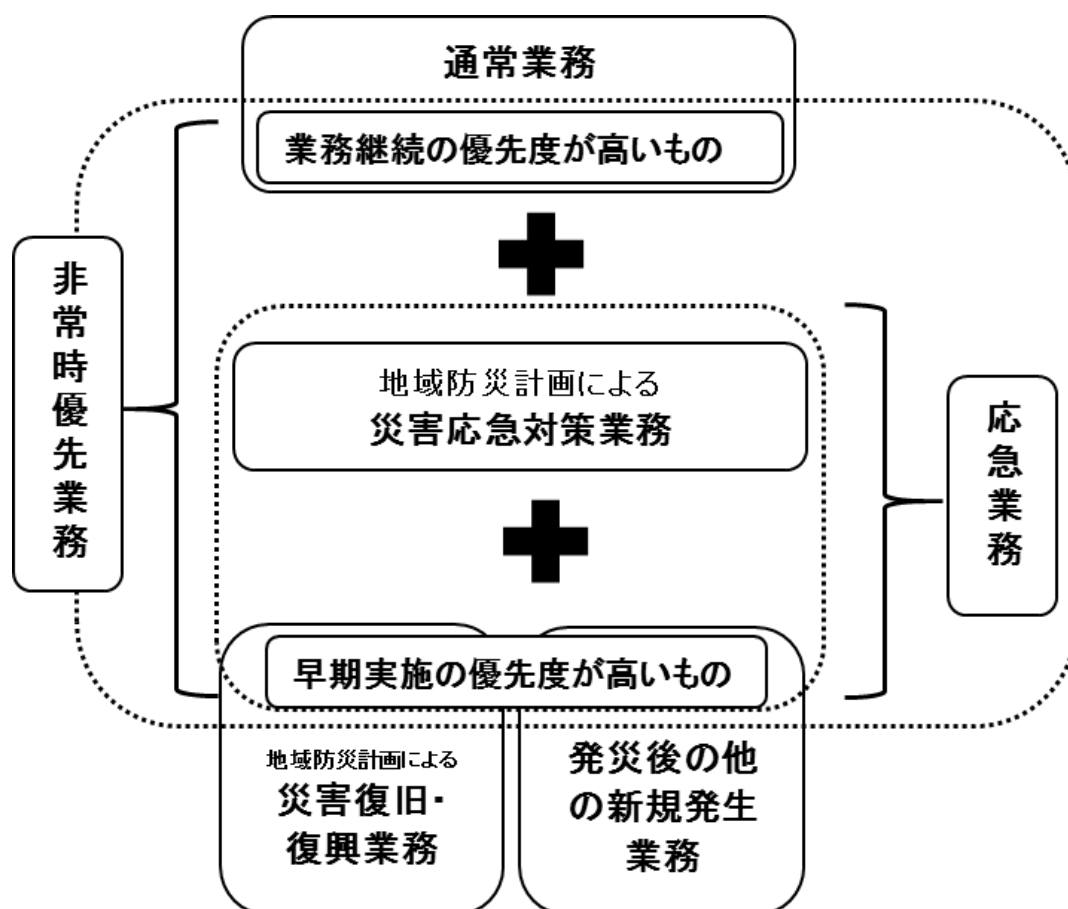 通常業務
業務継続の優先度が高いもの
非常時優先業務
地域防災計画による
災害応急対策業務
応急業務
早期実施の優先度が高いもの
地域防災計画による
災害復旧・
復興業務
発災後の他
の新規発生
業務